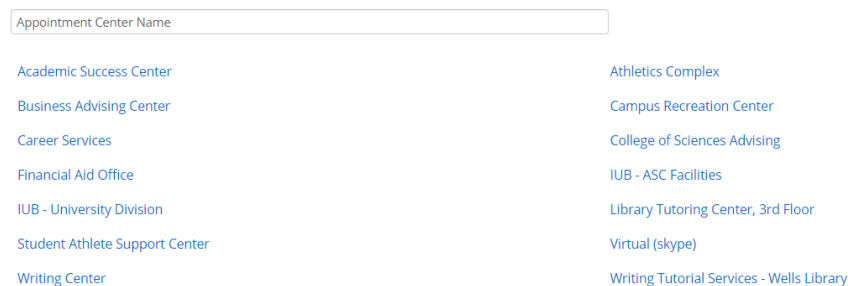 Appointment Center Name
Academic Success Center
Athletics Complex
Business Advising Center
Campus Recreation Center
Career Services
College of Sciences Advising
Financial Aid Office
IUB - ASC Facilities
IUB - University Division
Library Tutoring Center, 3rd Floor
Student Athlete Support Center
Virtual (skype)
Writing Center
Writing Tutorial Services - Wells Library